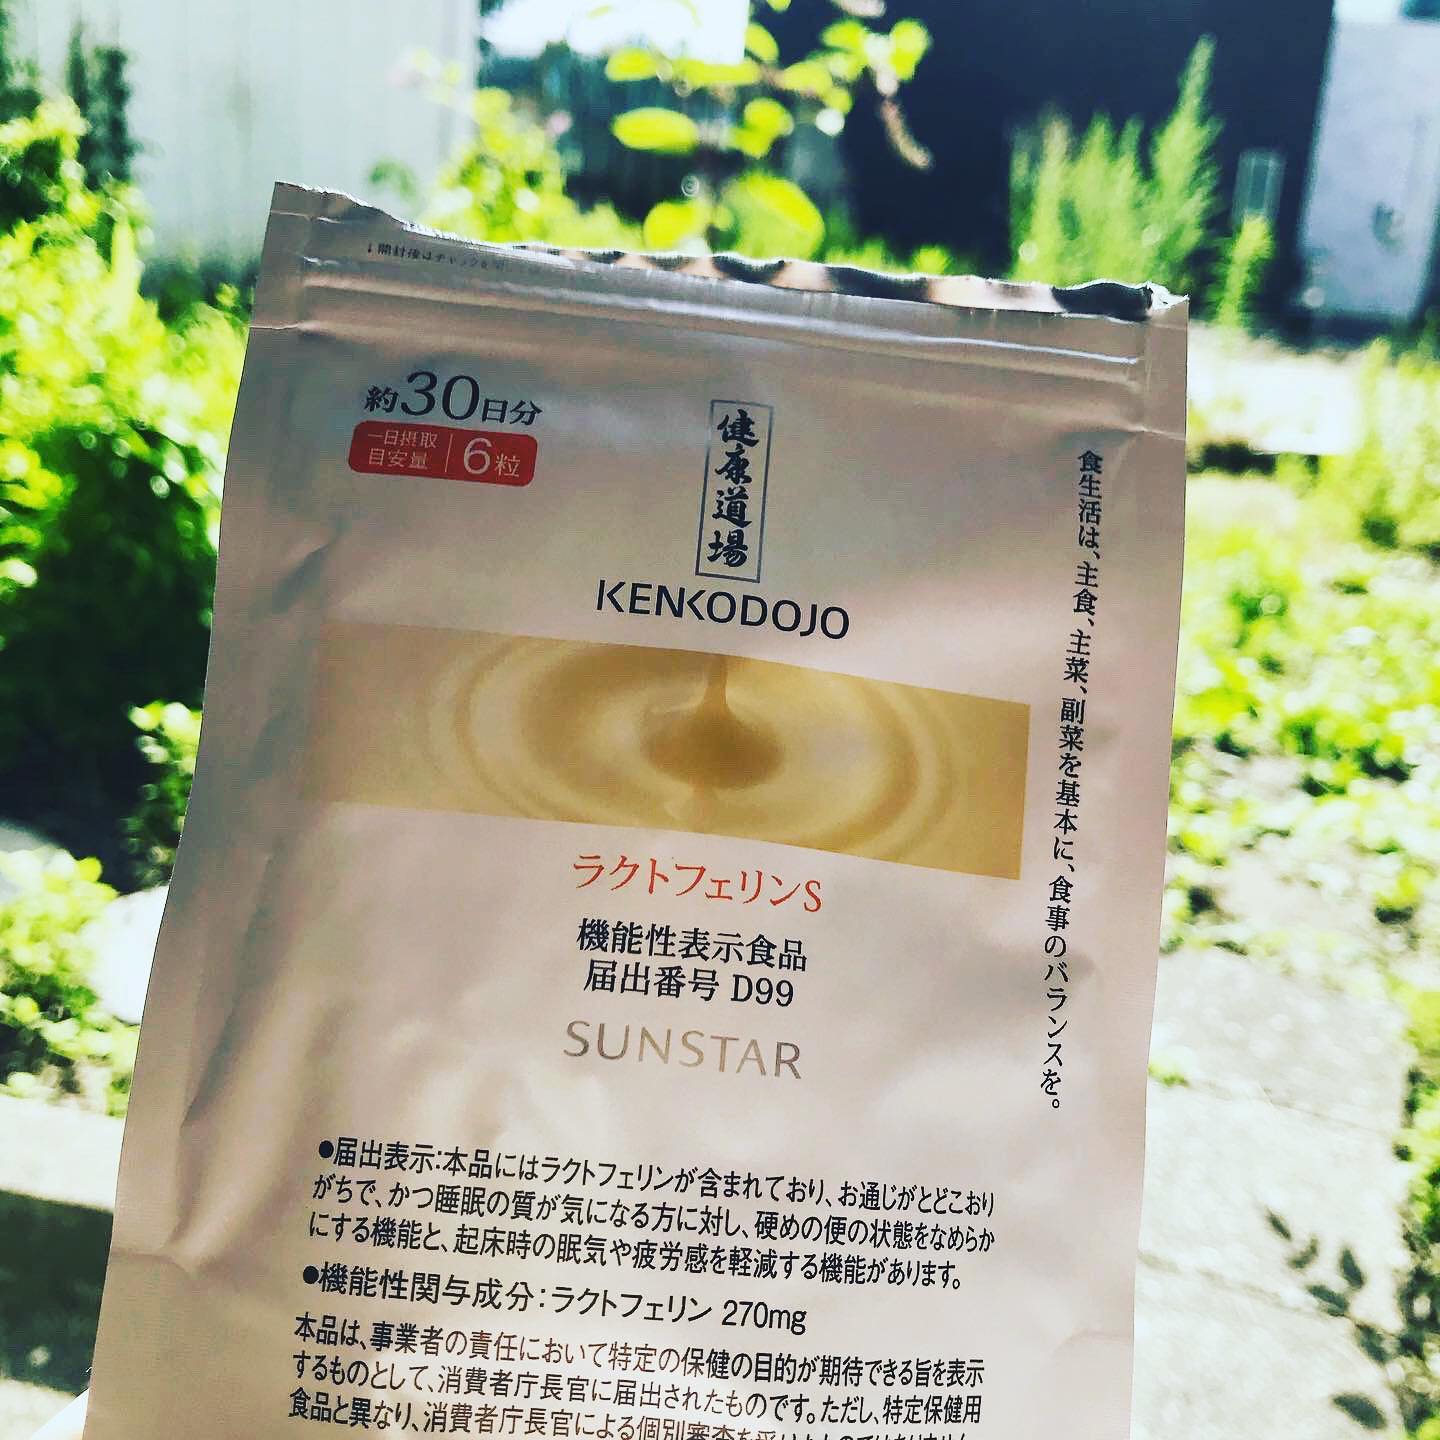 ↓開封後はチャックを
約30日分
一日摂取
目安量
6粒
健康道場
KENKODOJO
食生活は、主食、主菜、副菜を基本に、食事のバランスを。
ラクトフェリンS
機能性表示食品
届出番号 D99
SUNSTAR
●届出表示:本品にはラクトフェリンが含まれており、お通じがとどこおり
がちで、かつ睡眠の質が気になる方に対し、硬めの便の状態をなめらか
にする機能と、起床時の眠気や疲労感を軽減する機能があります。
●機能性関与成分:ラクトフェリン 270mg
本品は、事業者の責任において特定の保健の目的が期待できる旨を表示
するものとして、消費者庁長官に届出されたものです。ただし、特定保健用
食品と異なり、消費者庁長官による個別審査を